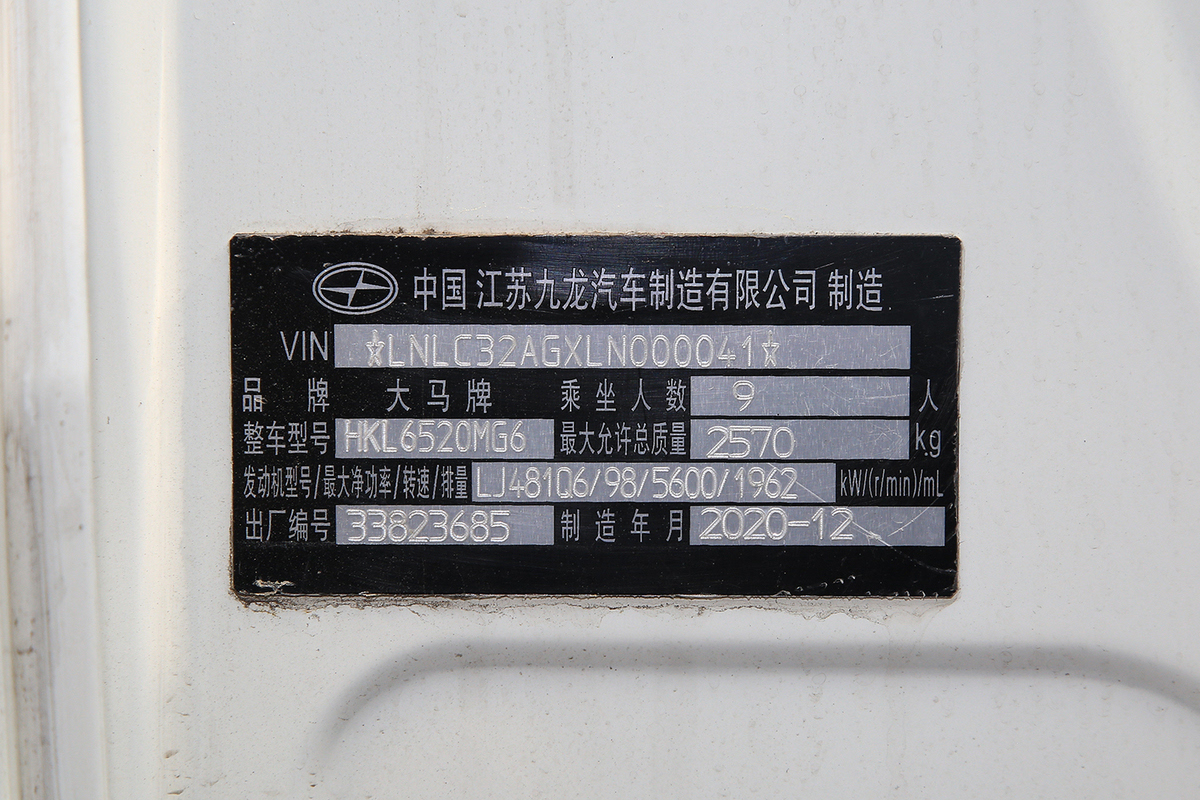 中国 江苏九龙汽车制造有限公司 制造
VIN ☆LNLC32AGXLN000041☆
品牌 大马牌 乘坐人数 9 人
整车型号 HKL6520MG6 最大允许总质量 2570 kg
发动机型号/最大净功率/转速/排量 LJ481Q6/98/5600/1962 kW/(r/min)/mL
出厂编号 33823685 制造年月 2020-12